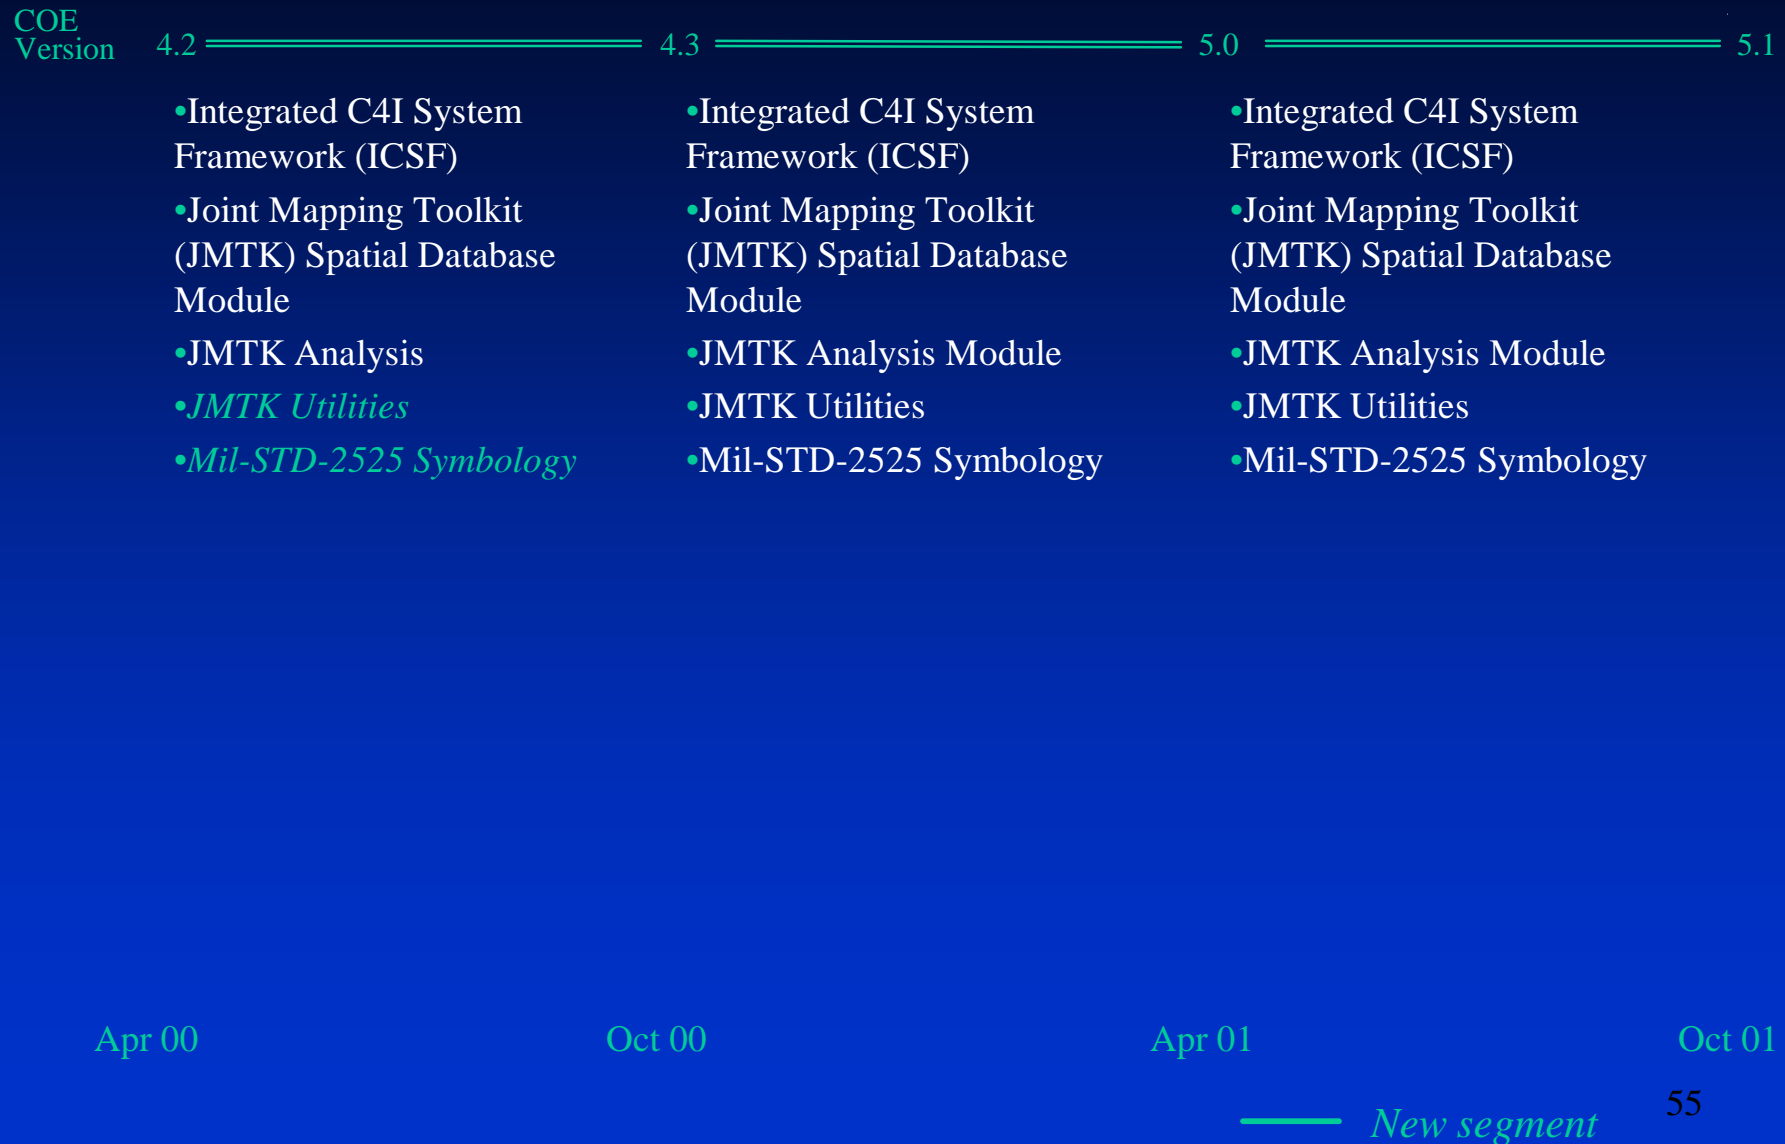 COE
Version 4.2 4.3 5.0 5.1
•Integrated C4I System
Framework (ICSF)
•Joint Mapping Toolkit
(JMTK) Spatial Database
Module
•JMTK Analysis
•JMTK Utilities
•Mil-STD-2525 Symbology
•Integrated C4I System
Framework (ICSF)
•Joint Mapping Toolkit
(JMTK) Spatial Database
Module
•JMTK Analysis Module
•JMTK Utilities
•Mil-STD-2525 Symbology
•Integrated C4I System
Framework (ICSF)
•Joint Mapping Toolkit
(JMTK) Spatial Database
Module
•JMTK Analysis Module
•JMTK Utilities
•Mil-STD-2525 Symbology
Apr 00 Oct 00 Apr 01 Oct 01
New segment
55